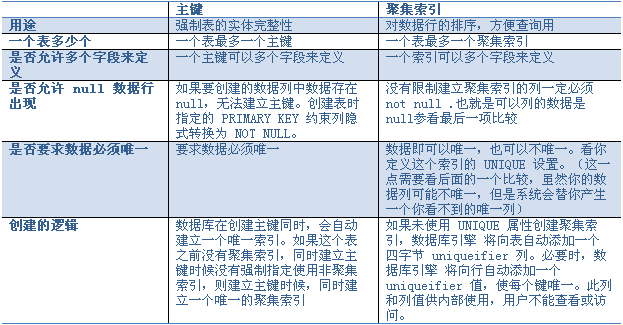 主键
聚集索引
用途
强制表的实体完整性
对数据行的排序，方便查询用
一个表多少个
一个表最多一个主键
一个表最多一个聚集索引
是否允许多个字段来定
义
一个主键可以多个字段来定义
一个索引可以多个字段来定义
是否允许 null 数据行
出现
如果要创建的数据列中数据存在
null，无法建立主键。创建表时
指定的 PRIMARY KEY 约束列隐
式转换为 NOT NULL。
没有限制建立聚集索引的列一定必须
not null .也就是可以列的数据是
null参看最后一项比较
是否要求数据必须唯一
要求数据必须唯一
数据即可以唯一，也可以不唯一。看你
定义这个索引的 UNIQUE 设置。（这一
点需要看后面的一个比较，虽然你的数
据列可能不唯一，但是系统会替你产生
一个你看不到的唯一列）
创建的逻辑
数据库在创建主键同时，会自动
建立一个唯一索引。如果这个表
之前没有聚集索引，同时建立主
键时候没有强制指定使用非聚集
索引，则建立主键时候，同时建
立一个唯一的聚集索引
如果未使用 UNIQUE 属性创建聚集索
引，数据库引擎 将向表自动添加一个
四字节 uniqueifier 列。必要时，数
据库引擎 将向行自动添加一个
uniqueifier 值，使每个键唯一。此列
和列值供内部使用，用户不能查看或访
问。